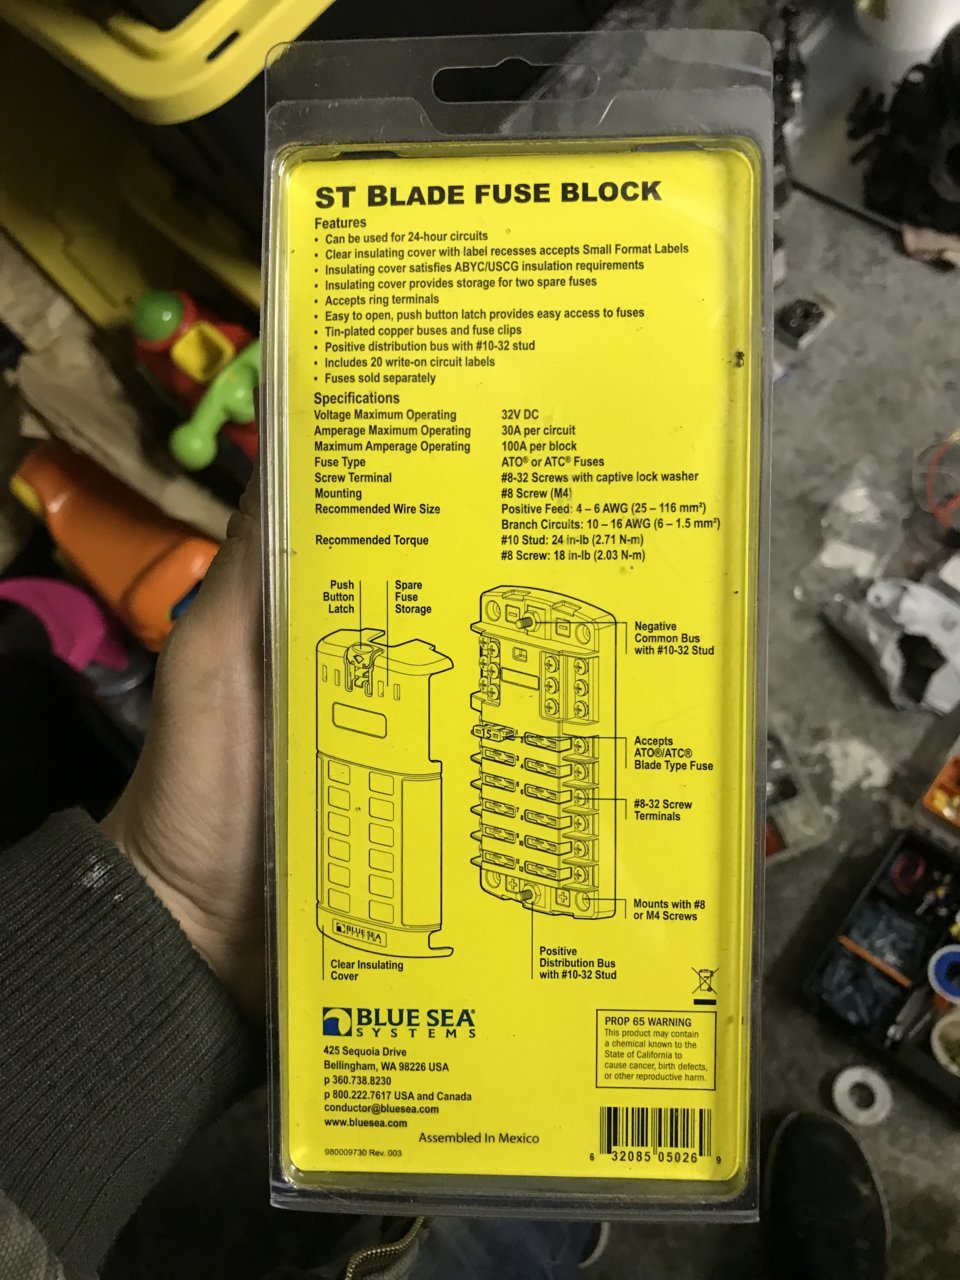 ST BLADE FUSE BLOCK
Features
• Can be used for 24-hour circuits
• Clear insulating cover with label recesses accepts Small Format Labels
• Insulating cover satisfies ABYC/USCG insulation requirements
• Insulating cover provides storage for two spare fuses
• Accepts ring terminals
• Easy to open, push button latch provides easy access to fuses
• Tin-plated copper buses and fuse clips
• Positive distribution bus with #10-32 stud
• Includes 20 write-on circuit labels
• Fuses sold separately
Specifications
Voltage Maximum Operating 32V DC
Amperage Maximum Operating 30A per circuit
Maximum Amperage Operating 100A per block
Fuse Type ATO® or ATC® Fuses
Screw Terminal #8-32 Screws with captive lock washer
Mounting #8 Screw (M4)
Recommended Wire Size Positive Feed: 4 – 6 AWG (25 – 116 mm²)
Branch Circuits: 10 – 16 AWG (6 – 1.5 mm²)
Recommended Torque #10 Stud: 24 in-lb (2.71 N-m)
#8 Screw: 18 in-lb (2.03 N-m)
Push
Button
Latch
Spare
Fuse
Storage
Negative
Common Bus
with #10-32 Stud
Accepts
ATO®/ATC®
Blade Type Fuse
#8-32 Screw
Terminals
Mounts with #8
or M4 Screws
Positive
Distribution Bus
with #10-32 Stud
BLUE SEA
SYSTEMS
Clear Insulating
Cover
BLUE SEA®
SYSTEMS
425 Sequoia Drive
Bellingham, WA 98226 USA
p 360.738.8230
p 800.222.7617 USA and Canada
conductor@bluesea.com
www.bluesea.com
PROP 65 WARNING
This product may contain
a chemical known to the
State of California to
cause cancer, birth defects,
or other reproductive harm.
Assembled In Mexico
980009730 Rev. 003
6 32085 05026 9